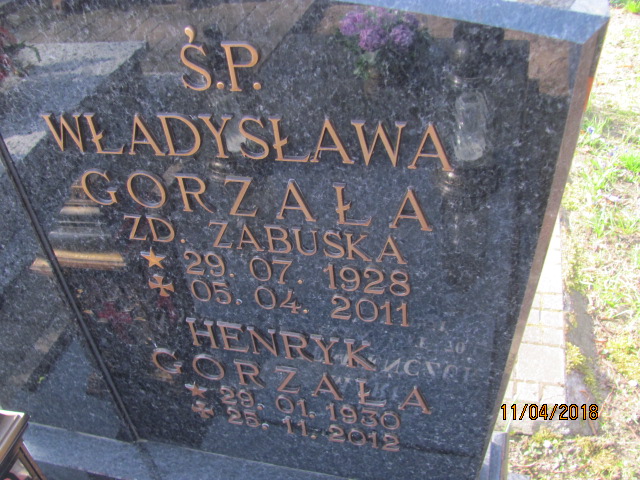 Ś.P.
WŁADYSŁAWA
GORZAŁA
ZD. ZABUSKA
29. 07. 1928
05. 04. 2011
HENRYK
GORZAŁA
29. 01. 1930
25. 11. 2012
11/04/2018